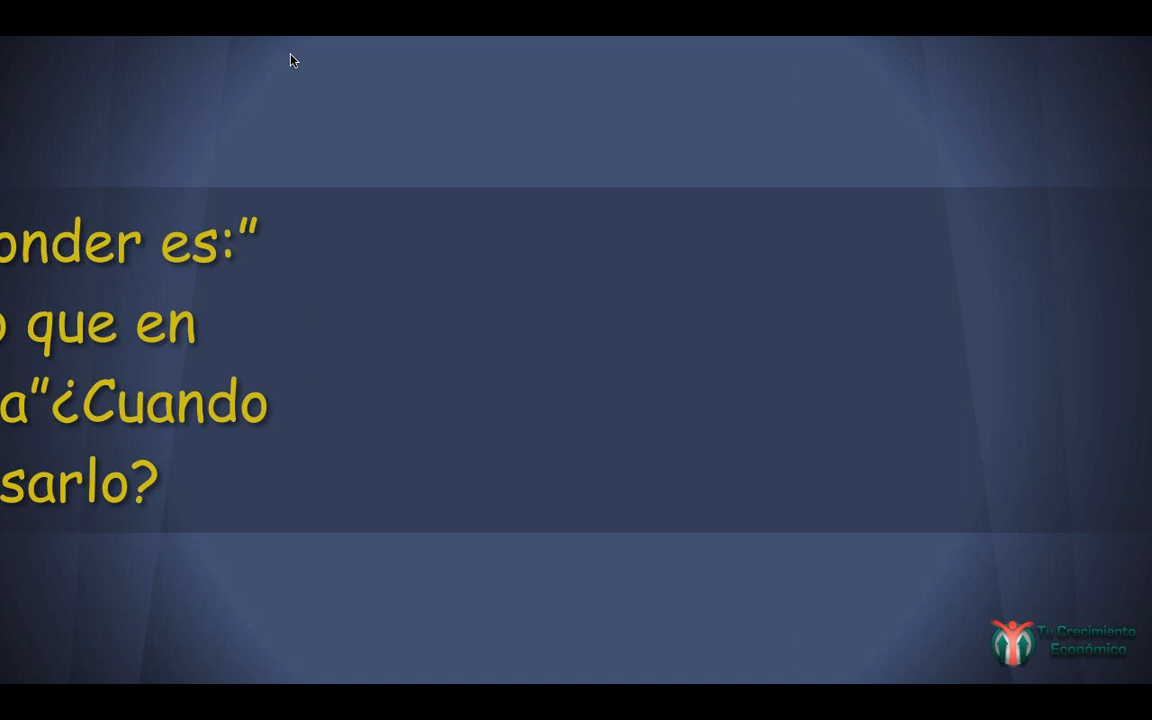 onder es:"
o que en
a"¿Cuando
sarlo?
Tu Crecimiento
Económico